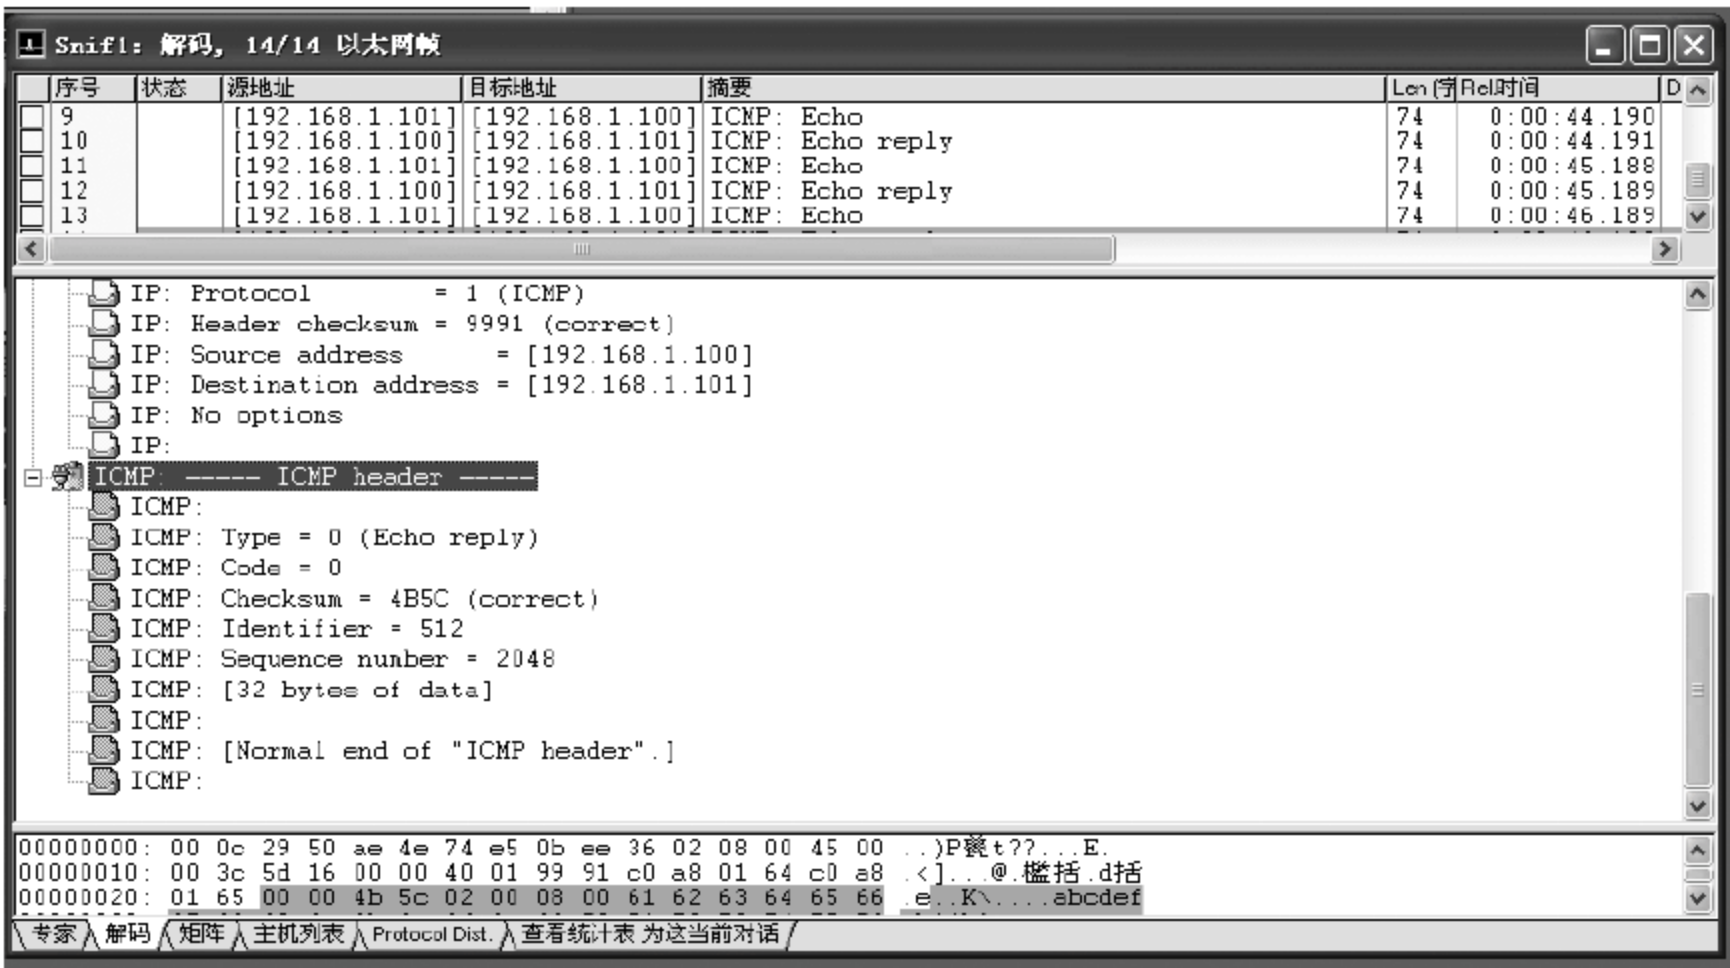 Snif1: 解码, 14/14 以太网帧
序号 状态 源地址 目标地址 摘要 Len (字 Rel.时间 D
9 [192.168.1.101] [192.168.1.100] ICMP: Echo 74 0:00:44.190
10 [192.168.1.100] [192.168.1.101] ICMP: Echo reply 74 0:00:44.191
11 [192.168.1.101] [192.168.1.100] ICMP: Echo 74 0:00:45.188
12 [192.168.1.100] [192.168.1.101] ICMP: Echo reply 74 0:00:45.189
13 [192.168.1.101] [192.168.1.100] ICMP: Echo 74 0:00:46.189
IP: Protocol = 1 (ICMP)
IP: Header checksum = 9991 (correct)
IP: Source address = [192.168.1.100]
IP: Destination address = [192.168.1.101]
IP: No options
IP:
ICMP: ----- ICMP header -----
ICMP:
ICMP: Type = 0 (Echo reply)
ICMP: Code = 0
ICMP: Checksum = 4B5C (correct)
ICMP: Identifier = 512
ICMP: Sequence number = 2048
ICMP: [32 bytes of data]
ICMP:
ICMP: [Normal end of "ICMP header".]
ICMP:
00000000: 00 0c 29 50 ae 4e 74 e5 0b ee 36 02 08 00 45 00 ..)P甆t??...E.
00000010: 00 3c 5d 16 00 00 40 01 99 91 c0 a8 01 64 c0 a8 .<]...@.櫘括.d括
00000020: 01 65 00 00 4b 5c 02 00 08 00 61 62 63 64 65 66 .e..K\....abcdef
专家 解码 矩阵 主机列表 Protocol Dist. 查看统计表 为这当前对话